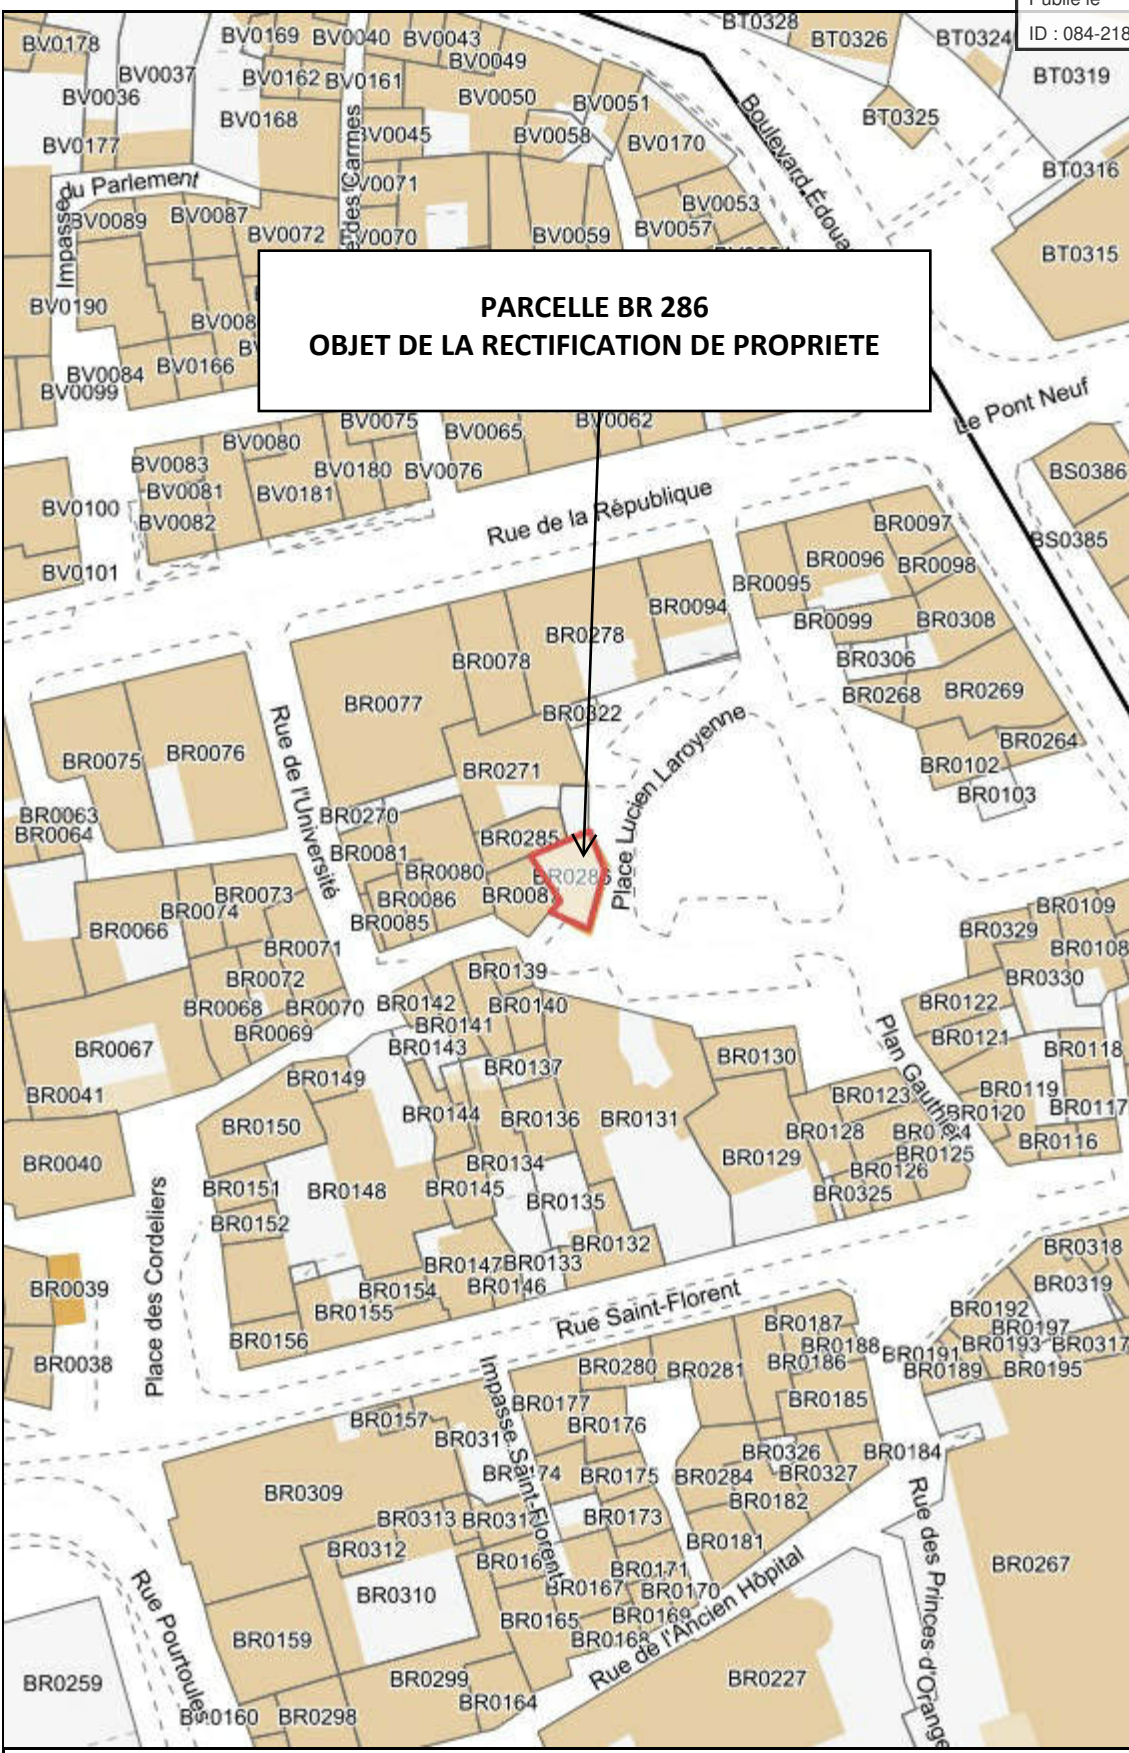 Publié le
ID : 084-218
BV0178
BV0169
BV0040
BV0043
BT0328
BT0326
BT0324
BV0049
BV0037
BV0162
BV0161
BT0319
BV0036
BV0050
BV0051
BV0168
BT0325
BV0177
BV0045
BV0058
BV0170
Boulevard Édoua
BT0316
Impasse du Parlement
BV0071
BV0053
BV0089
BV0087
BV0072
BV0070
BV0059
BV0057
BT0315
PARCELLE BR 286
OBJET DE LA RECTIFICATION DE PROPRIETE
BV0190
BV008
BV0084
BV0166
BV0099
Le Pont Neuf
BV0075
BV0065
BV0062
BV0080
BV0083
BV0180
BV0076
BS0386
BV0081
BV0181
BV0100
BV0082
Rue de la République
BR0097
BS0385
BV0101
BR0096
BR0098
BR0095
BR0094
BR0099
BR0308
BR0278
BR0078
BR0306
BR0077
BR0268
BR0269
BR0322
Place Lucien Laroyenne
BR0264
BR0076
BR0075
Rue de l'Université
BR0271
BR0102
BR0103
BR0063
BR0064
BR0270
BR0285
BR0081
BR0080
BR0286
BR0073
BR0086
BR008
BR0074
BR0085
BR0066
BR0109
BR0329
BR0071
BR0108
BR0139
BR0072
BR0330
BR0068
BR0070
BR0142
BR0140
BR0122
BR0069
BR0141
BR0121
BR0067
BR0143
BR0137
BR0130
Plan Gauthier
BR0118
BR0149
BR0041
BR0119
BR0123
BR0144
BR0136
BR0131
BR0120
BR0117
BR0150
BR0128
BR0125
BR0116
BR0040
BR0134
BR0129
BR0126
BR0151
BR0148
BR0145
BR0325
BR0135
BR0152
BR0132
BR0318
Place des Cordeliers
BR0147
BR0133
BR0039
BR0154
BR0146
BR0319
BR0155
Rue Saint-Florent
BR0192
BR0187
BR0197
BR0156
BR0188
BR0193
BR0317
BR0038
BR0280
BR0281
BR0186
BR0191
BR0189
BR0195
Impasse Saint-Florent
BR0177
BR0185
BR0157
BR0176
BR031
BR0326
BR0184
BR0174
BR0175
BR0284
BR0327
BR0309
BR0182
BR0313
BR031
BR0173
Rue des Princes-d'Orange
BR0181
BR0312
BR016
BR0171
BR0267
BR0310
BR0167
BR0170
Rue Pourtoules
BR0165
BR0169
BR0159
BR0168
Rue de l'Ancien Hôpital
BR0259
BR0299
BR0227
BR0164
BR0160
BR0298